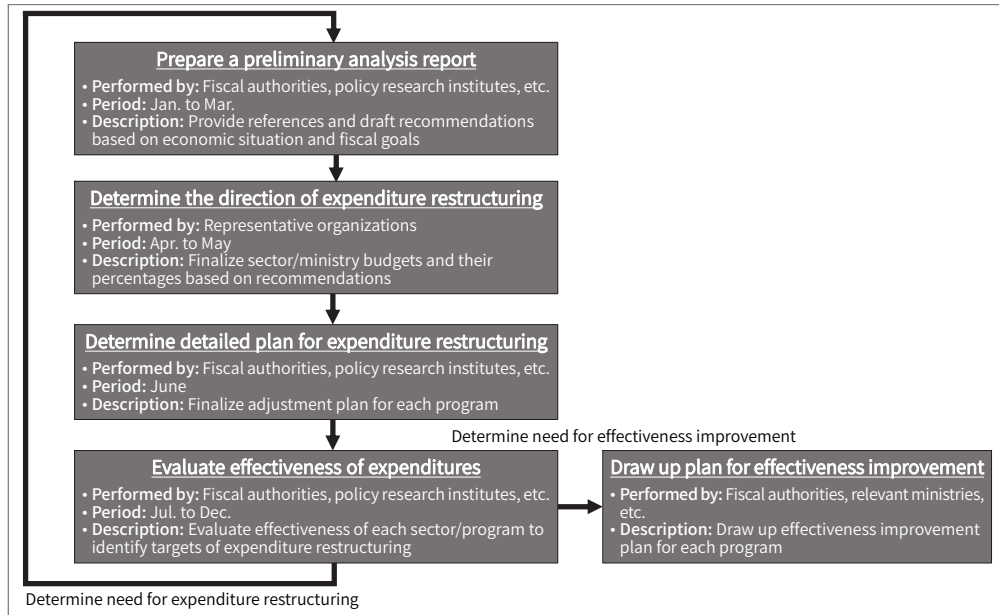 Prepare a preliminary analysis report
• Performed by: Fiscal authorities, policy research institutes, etc.
• Period: Jan. to Mar.
• Description: Provide references and draft recommendations
based on economic situation and fiscal goals
Determine the direction of expenditure restructuring
• Performed by: Representative organizations
• Period: Apr. to May
• Description: Finalize sector/ministry budgets and their
percentages based on recommendations
Determine detailed plan for expenditure restructuring
• Performed by: Fiscal authorities, policy research institutes, etc.
• Period: June
• Description: Finalize adjustment plan for each program
Determine need for effectiveness improvement
Evaluate effectiveness of expenditures
• Performed by: Fiscal authorities, policy research institutes, etc.
• Period: Jul. to Dec.
• Description: Evaluate effectiveness of each sector/program to
identify targets of expenditure restructuring
Draw up plan for effectiveness improvement
• Performed by: Fiscal authorities, relevant ministries,
etc.
• Description: Draw up effectiveness improvement
plan for each program
Determine need for expenditure restructuring